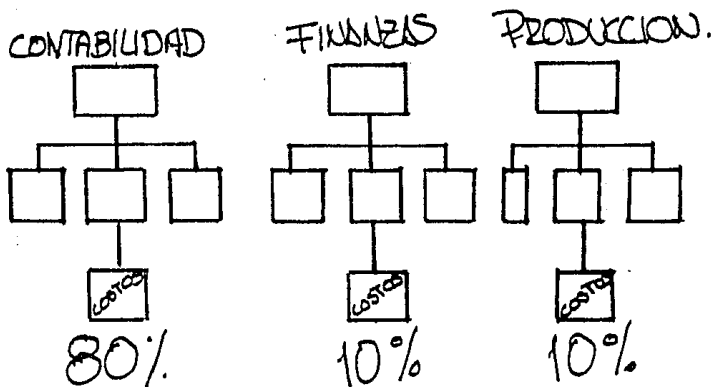 CONTABILIDAD FINANZAS PRODUCCION.
COSTOS COSTOS COSTOS
80% 10% 10%